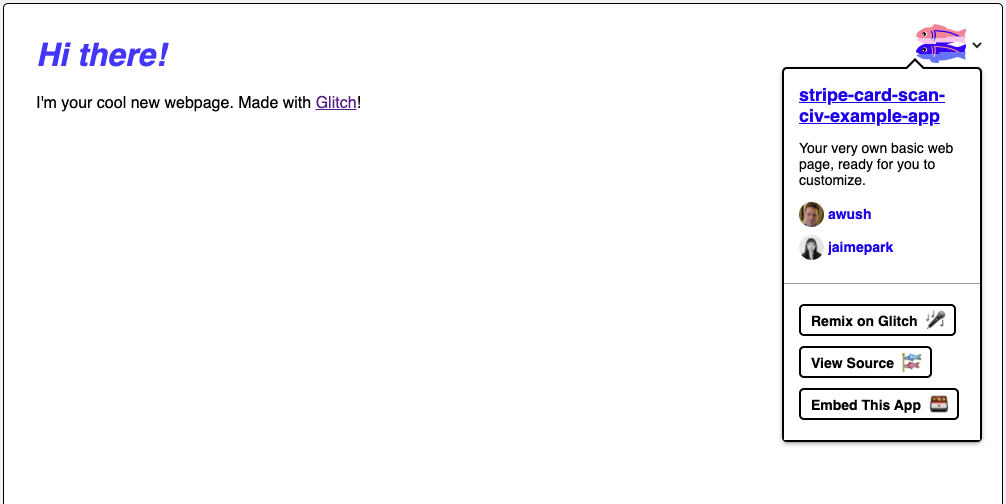 Hi there!
I'm your cool new webpage. Made with Glitch!
stripe-card-scan-
civ-example-app
Your very own basic web
page, ready for you to
customize.
awush
jaimepark
Remix on Glitch
View Source
Embed This App